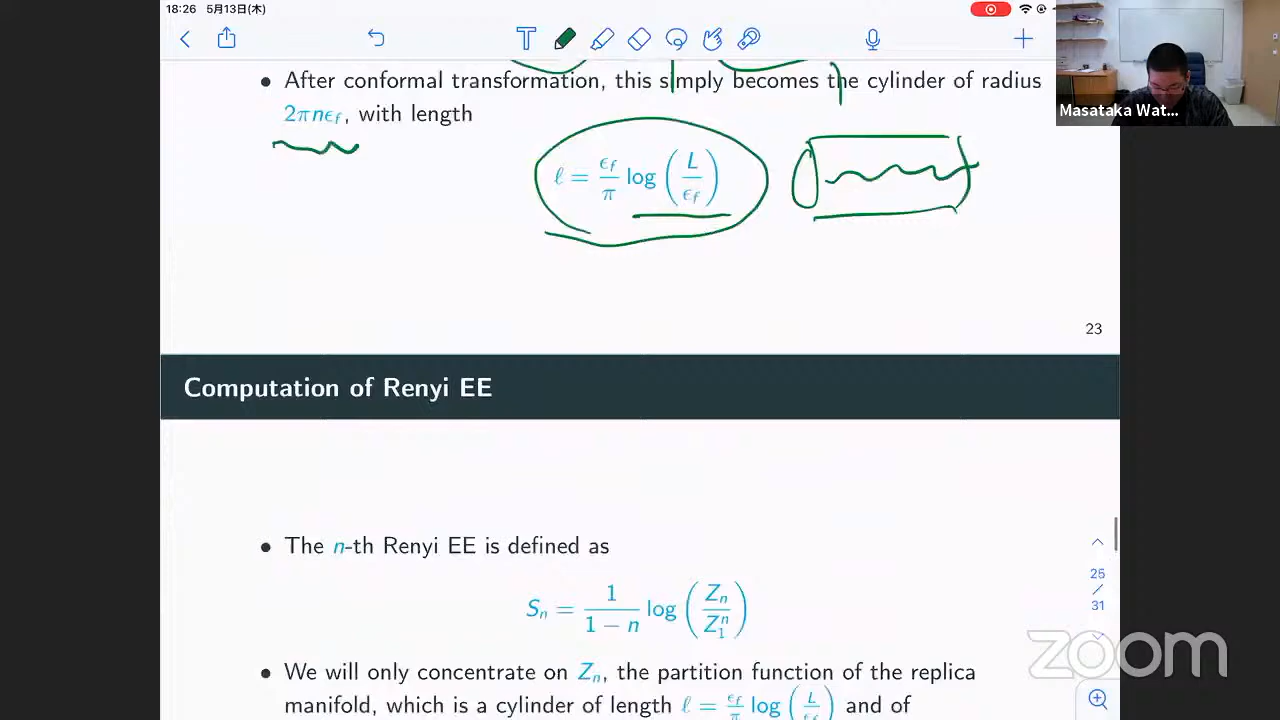 18:26 5月13日(木)
• After conformal transformation, this simply becomes the cylinder of radius
2πnϵ_f, with length
ℓ = ϵ_f/π log (L/ϵ_f)
Masataka Wat...
23
Computation of Renyi EE
• The n-th Renyi EE is defined as
S_n = 1/(1 − n) log (Z_n/Z_1^n)
25
/
31
• We will only concentrate on Z_n, the partition function of the replica
manifold, which is a cylinder of length ℓ = ϵ_f/π log (L/ϵ_f) and of
zoom